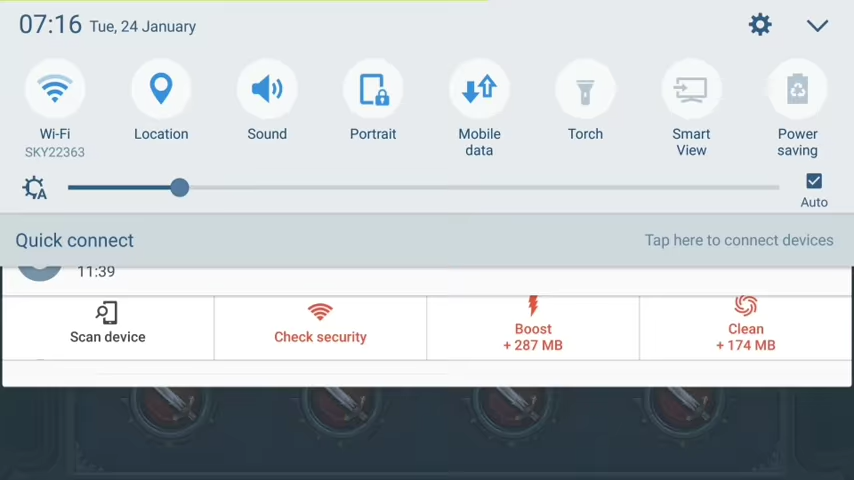 07:16 Tue, 24 January
Wi-Fi
SKY22363
Location
Sound
Portrait
Mobile
data
Torch
Smart
View
Power
saving
A
Auto
Quick connect
Tap here to connect devices
11:39
Scan device
Check security
Boost
+ 287 MB
Clean
+ 174 MB